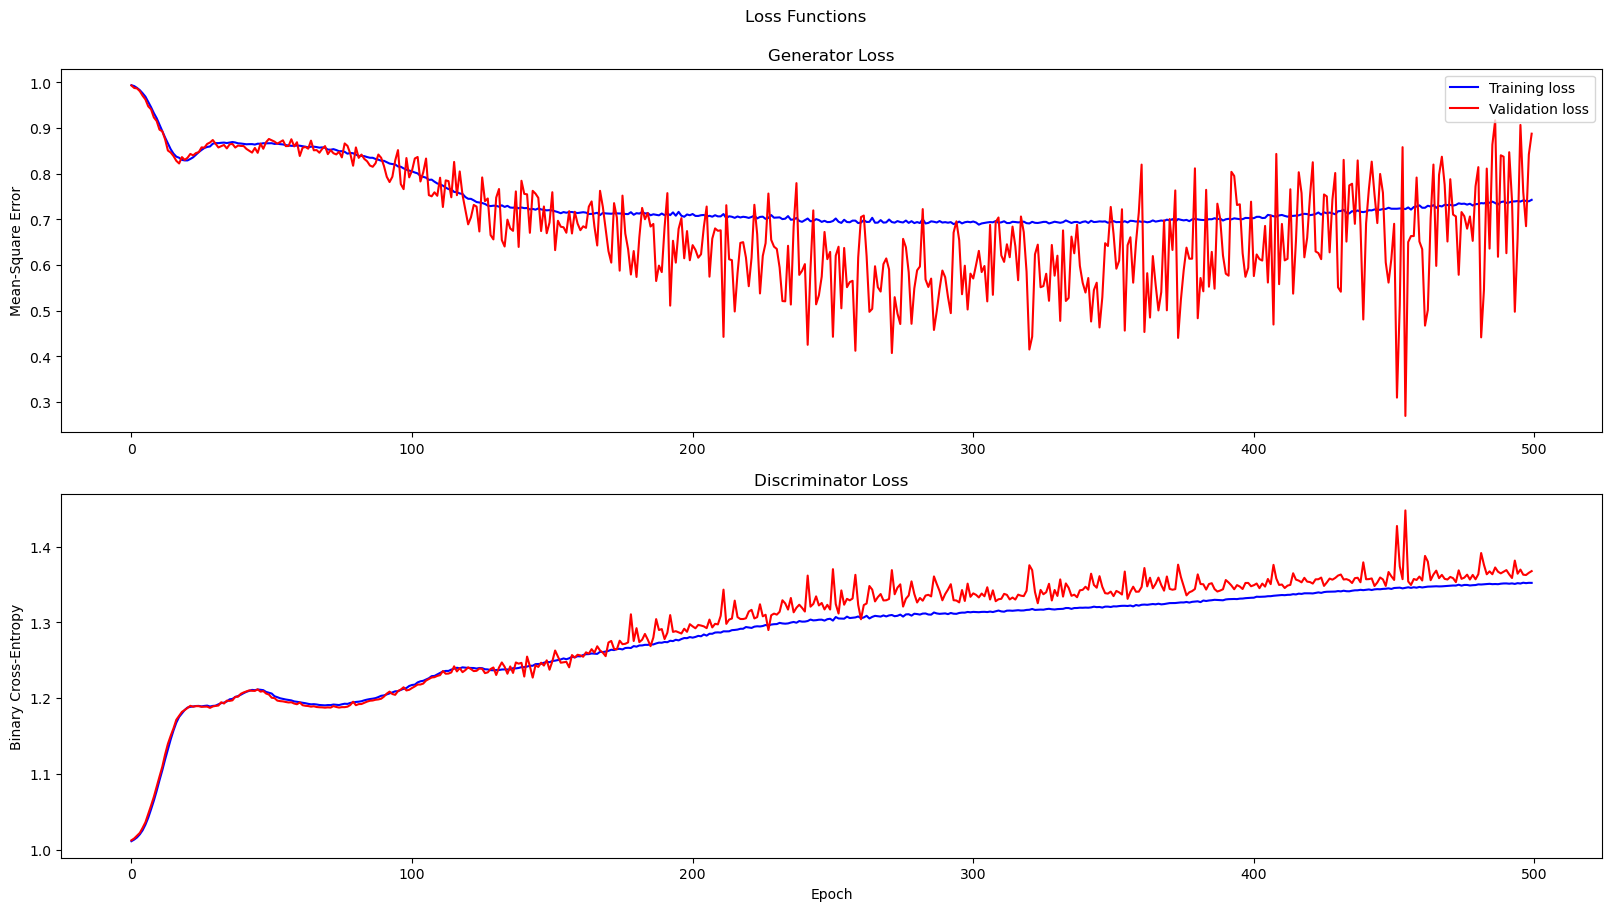 Loss Functions
Generator Loss
Training loss
Validation loss
Mean-Square Error
1.0
0.9
0.8
0.7
0.6
0.5
0.4
0.3
0 100 200 300 400 500
Discriminator Loss
Binary Cross-Entropy
1.4
1.3
1.2
1.1
1.0
0 100 200 300 400 500
Epoch